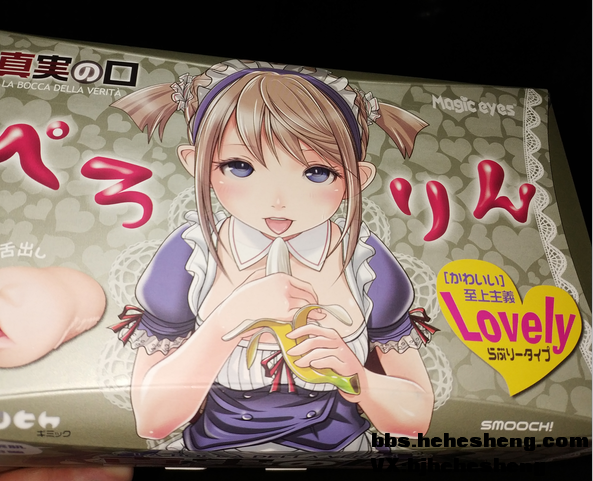 真実の口
LA BOCCA DELLA VERITÀ
Magic eyes
ぺろりん
舌出し
[かわいい]
至上主義
Lovely
らぶりータイプ
ギミック
SMOOCH!
bbs.hehesheng.com